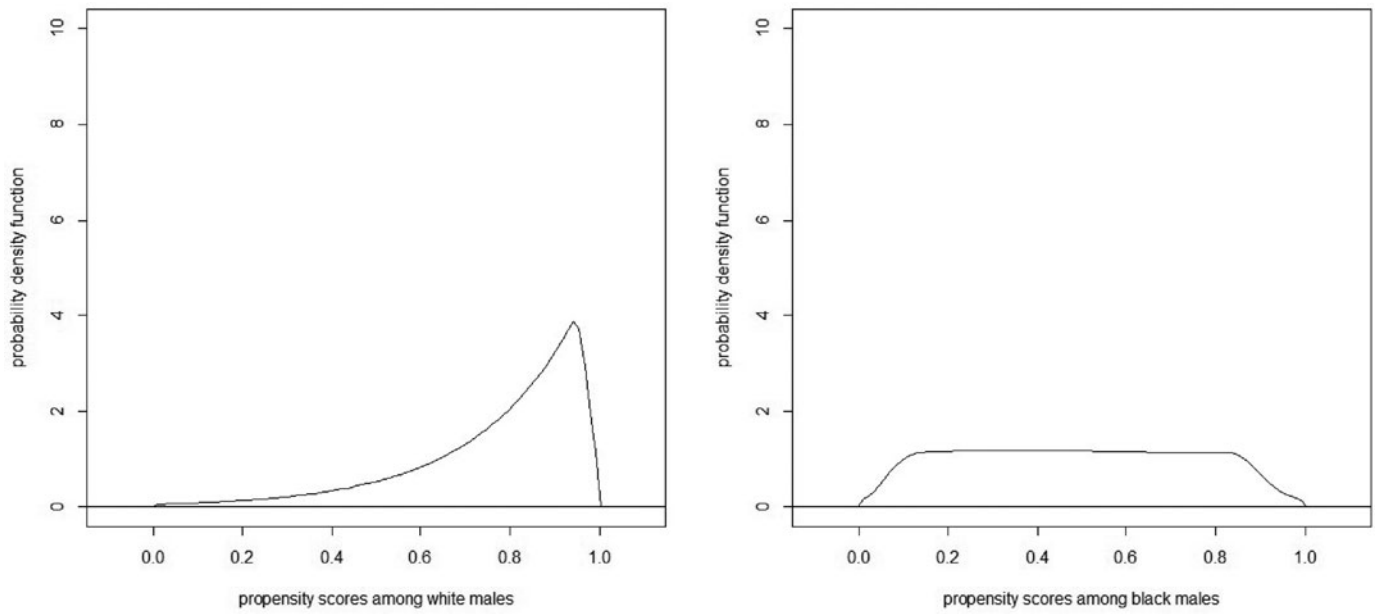 probability density function
10
8
6
4
2
0
0.0 0.2 0.4 0.6 0.8 1.0
propensity scores among white males
probability density function
10
8
6
4
2
0
0.0 0.2 0.4 0.6 0.8 1.0
propensity scores among black males